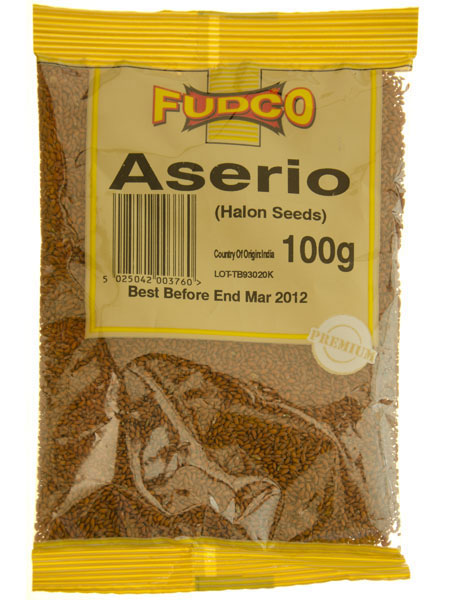 FUDCO
Aserio
(Halon Seeds)
Country Of Origin:India 100g
LOT-TB93020K
5 025042 003760 >
Best Before End Mar 2012
PREMIUM